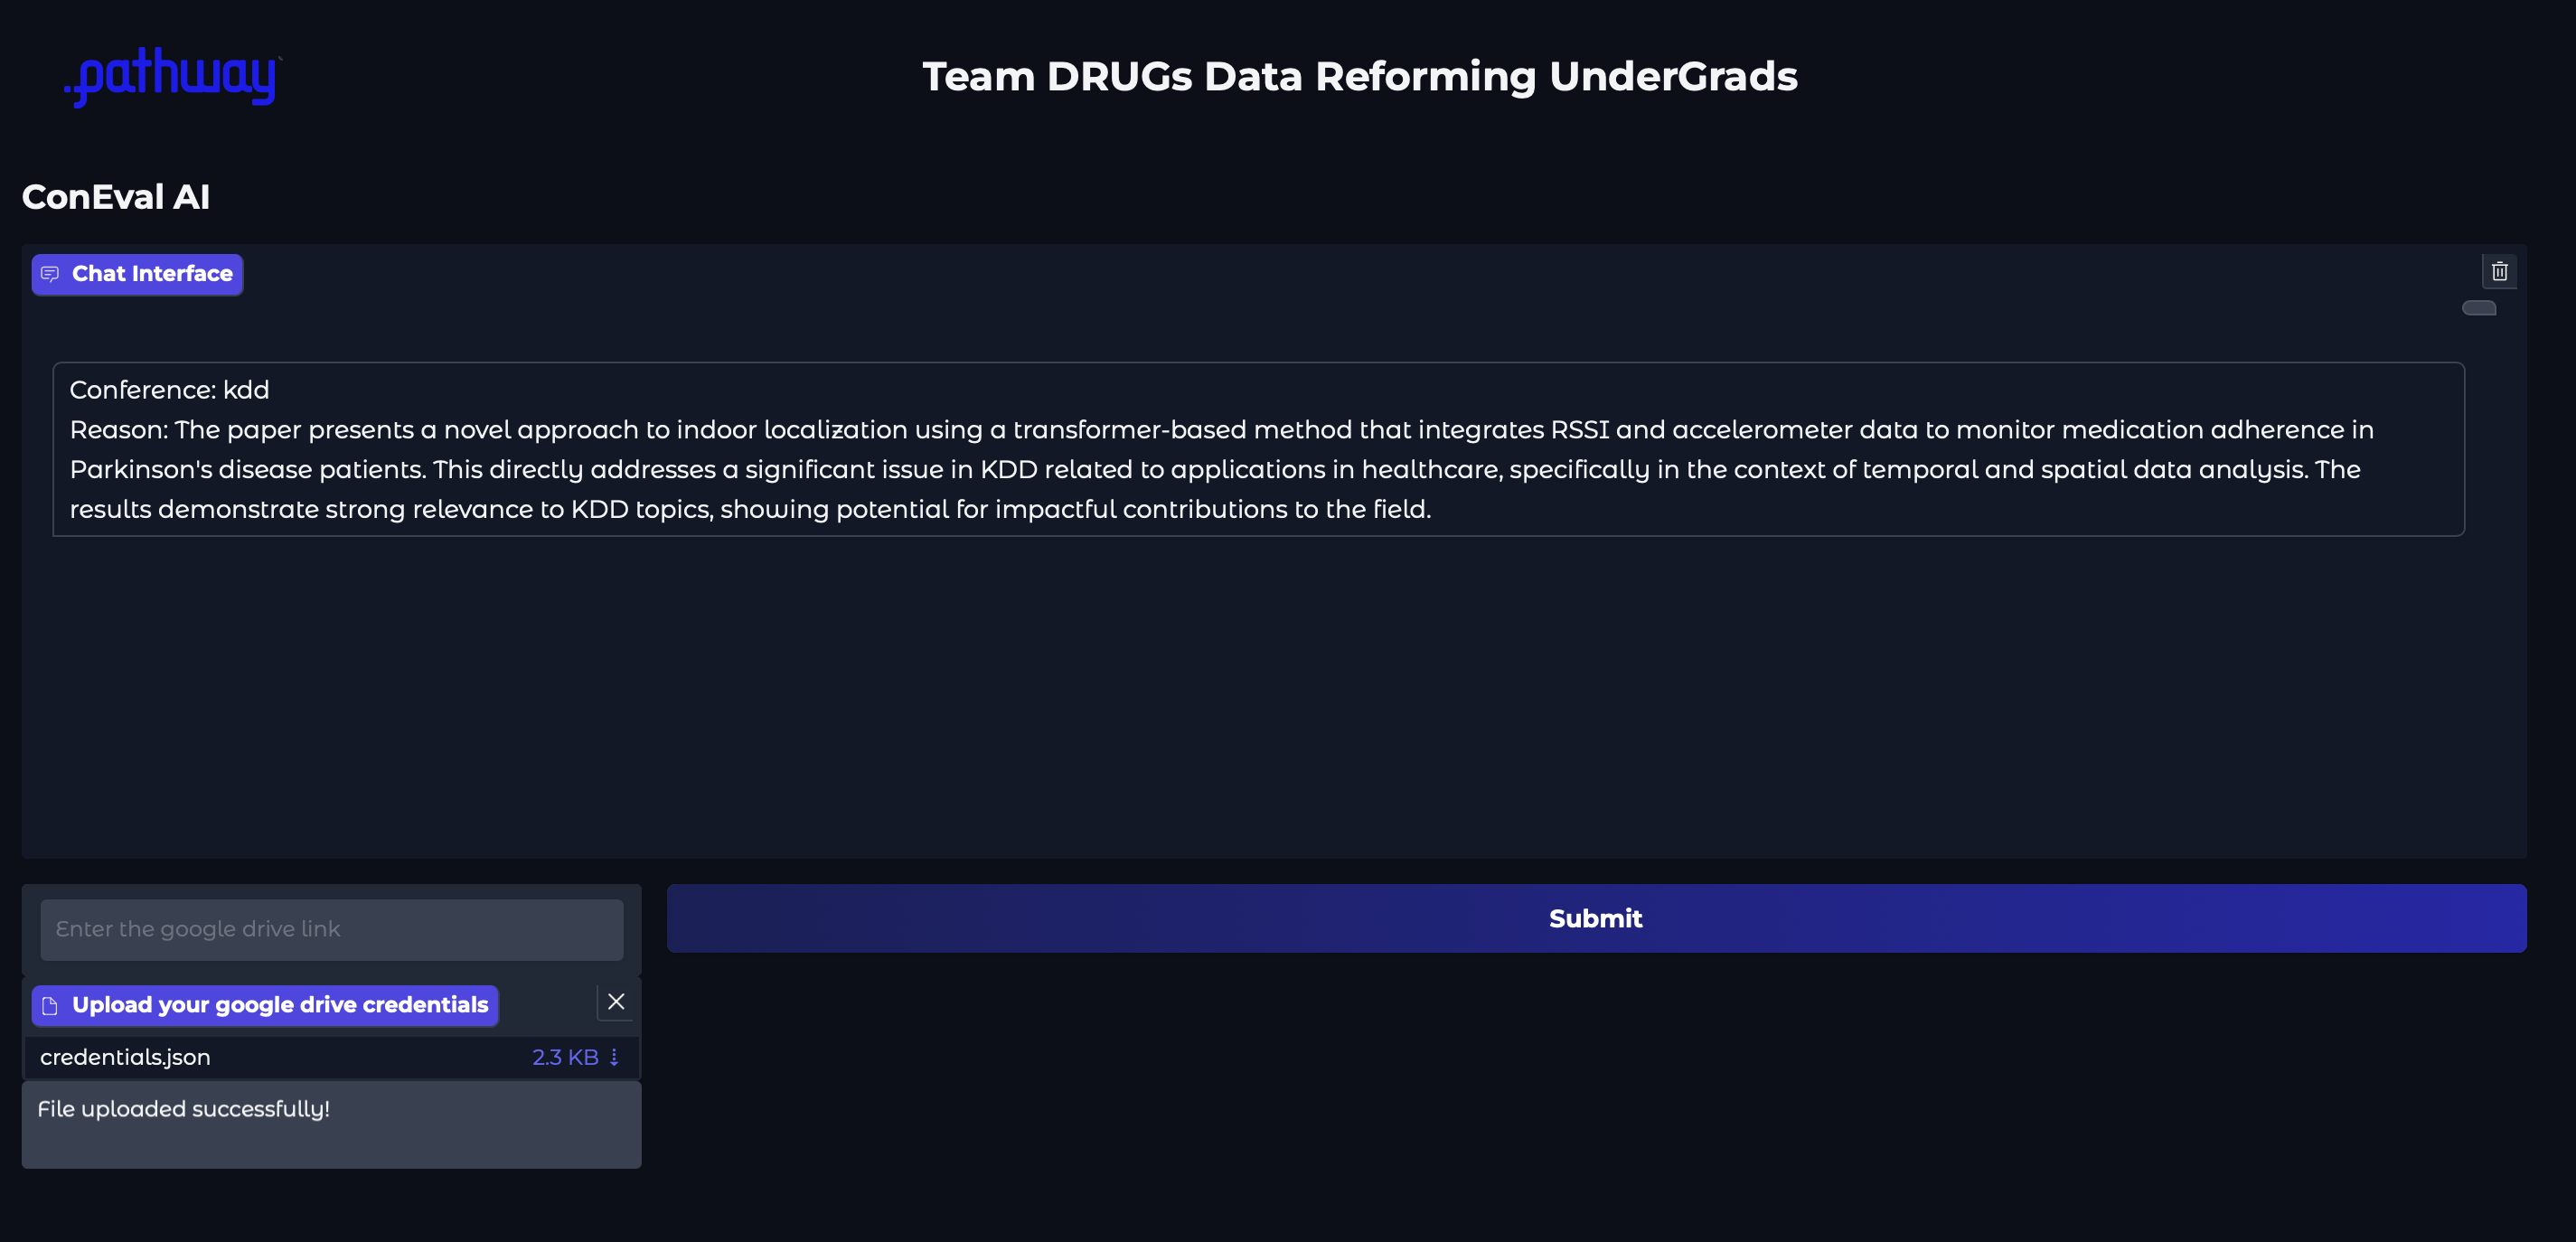 pathway
Team DRUGs Data Reforming UnderGrads
ConEval AI
Chat Interface
Conference: kdd
Reason: The paper presents a novel approach to indoor localization using a transformer-based method that integrates RSSI and accelerometer data to monitor medication adherence in
Parkinson's disease patients. This directly addresses a significant issue in KDD related to applications in healthcare, specifically in the context of temporal and spatial data analysis. The
results demonstrate strong relevance to KDD topics, showing potential for impactful contributions to the field.
Enter the google drive link
Submit
Upload your google drive credentials
credentials.json 2.3 KB ⇣
File uploaded successfully!